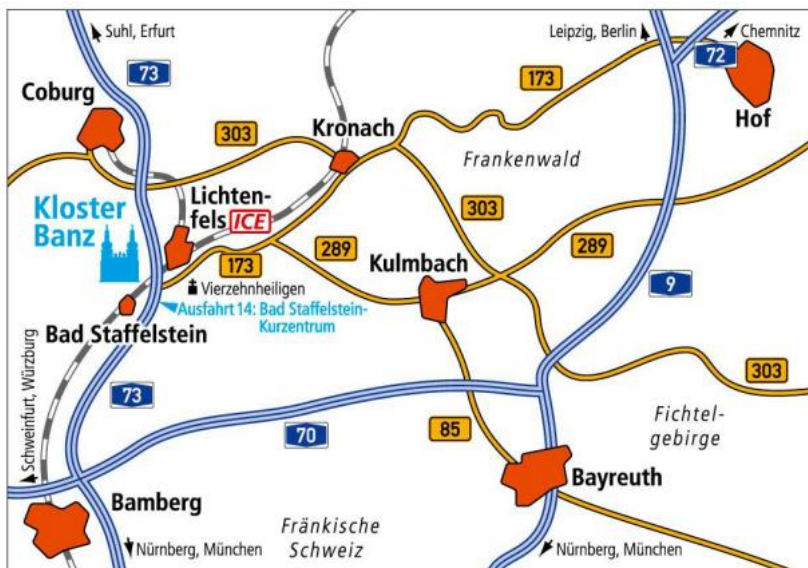 Suhl, Erfurt
73
Coburg
303
Kronach
173
Leipzig, Berlin
Chemnitz
72
Hof
Frankenwald
Kloster
Banz
Lichten-
fels
ICE
303
289
289
173
Kulmbach
9
Vierzehnheiligen
Ausfahrt 14: Bad Staffelstein-
Kurzentrum
Bad Staffelstein
Schweinfurt, Würzburg
73
70
85
303
Fichtel-
gebirge
Bayreuth
Bamberg
Fränkische
Schweiz
Nürnberg, München
Nürnberg, München